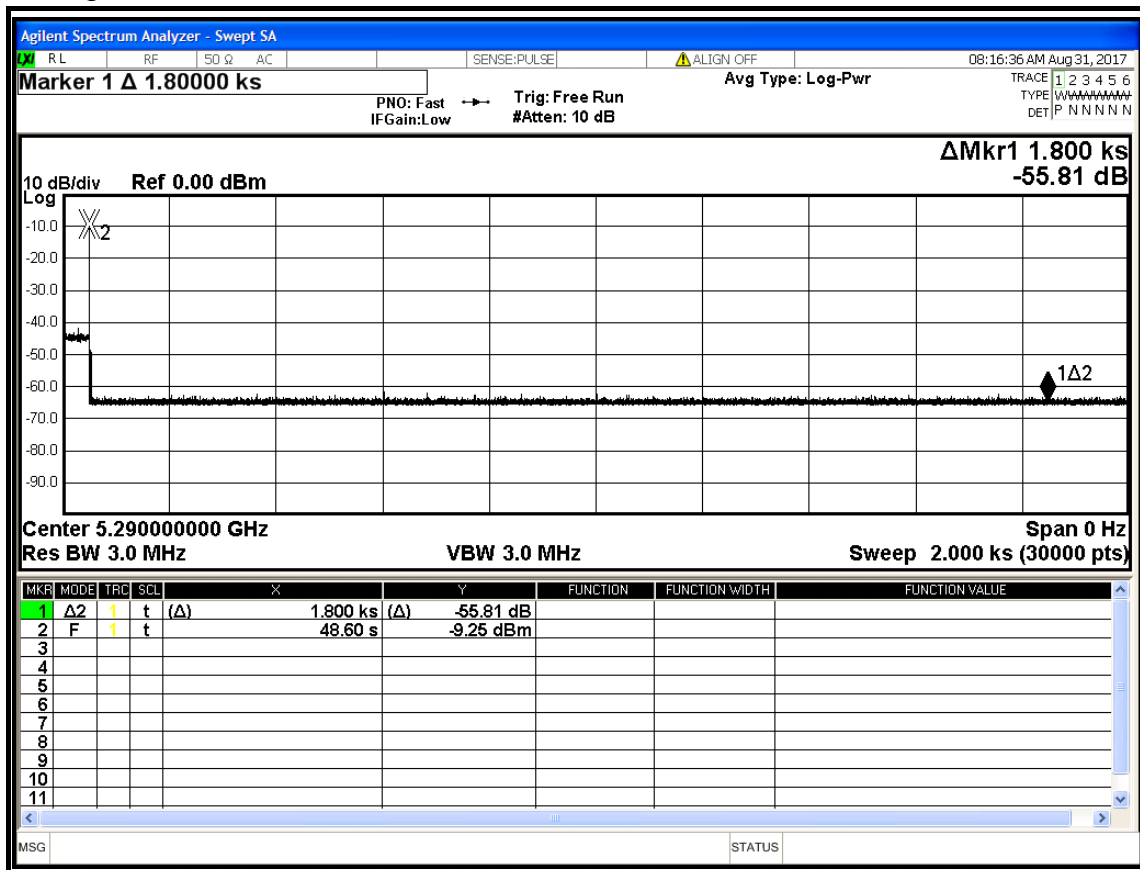 Agilent Spectrum Analyzer - Swept SA
LXI RL RF 50 Ω AC SENSE:PULSE ALIGN OFF 08:16:36 AM Aug 31, 2017
Marker 1 Δ 1.80000 ks
PNO: Fast
IFGain:Low
Trig: Free Run
#Atten: 10 dB
Avg Type: Log-Pwr
TRACE 1 2 3 4 5 6
TYPE WWWWWW
DET P N N N N N
ΔMkr1 1.800 ks
-55.81 dB
10 dB/div Ref 0.00 dBm
Log
-10.0
-20.0
-30.0
-40.0
-50.0
-60.0
-70.0
-80.0
-90.0
2
1Δ2
Center 5.290000000 GHz Span 0 Hz
Res BW 3.0 MHz VBW 3.0 MHz Sweep 2.000 ks (30000 pts)
MKR MODE TRC SCL X Y FUNCTION FUNCTION WIDTH FUNCTION VALUE
1 Δ2 1 t (Δ) 1.800 ks (Δ) -55.81 dB
2 F 1 t 48.60 s -9.25 dBm
3
4
5
6
7
8
9
10
11
MSG STATUS